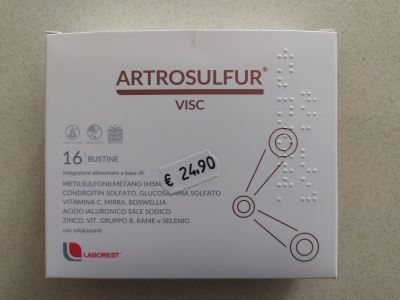 ARTROSULFUR®
VISC
16 BUSTINE
Integratore alimentare a base di:
METILSULFONILMETANO (MSM)
CONDROITIN SOLFATO, GLUCOSAMINA SOLFATO
VITAMINA C, MIRRA, BOSWELLIA
ACIDO IALURONICO SALE SODICO
ZINCO, VIT. GRUPPO B, RAME e SELENIO
con edulcoranti
€ 24,90
LABOREST